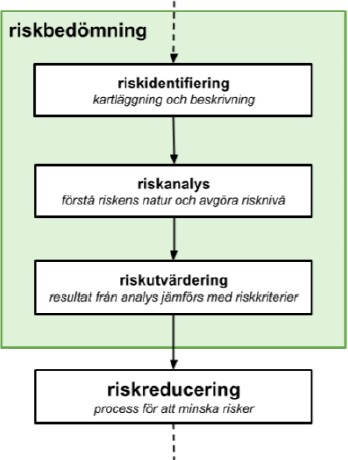 riskbedömning
riskidentifiering
kartläggning och beskrivning
riskanalys
förstå riskens natur och avgöra risknivå
riskutvärdering
resultat från analys jämförs med riskkriterier
riskreducering
process för att minska risker